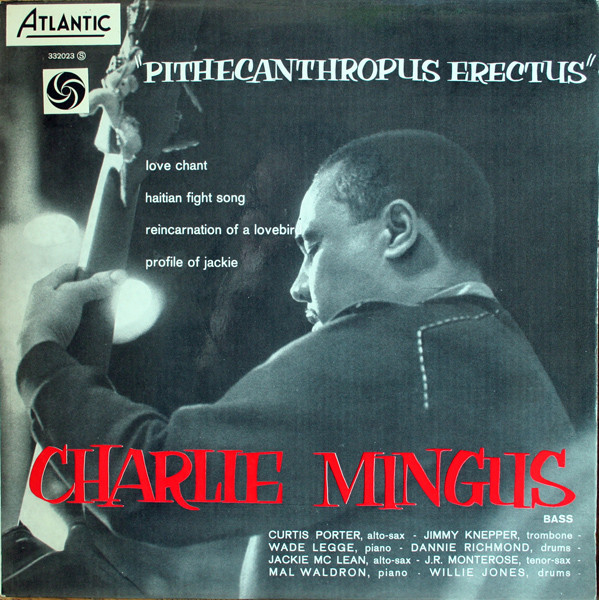 ATLANTIC
332023 Ⓢ
"PITHECANTHROPUS ERECTUS"
love chant
haitian fight song
reincarnation of a lovebird
profile of jackie
CHARLIE MINGUS
BASS
CURTIS PORTER, alto-sax - JIMMY KNEPPER, trombone -
WADE LEGGE, piano - DANNIE RICHMOND, drums -
JACKIE MC LEAN, alto-sax - J.R. MONTEROSE, tenor-sax -
MAL WALDRON, piano - WILLIE JONES, drums -